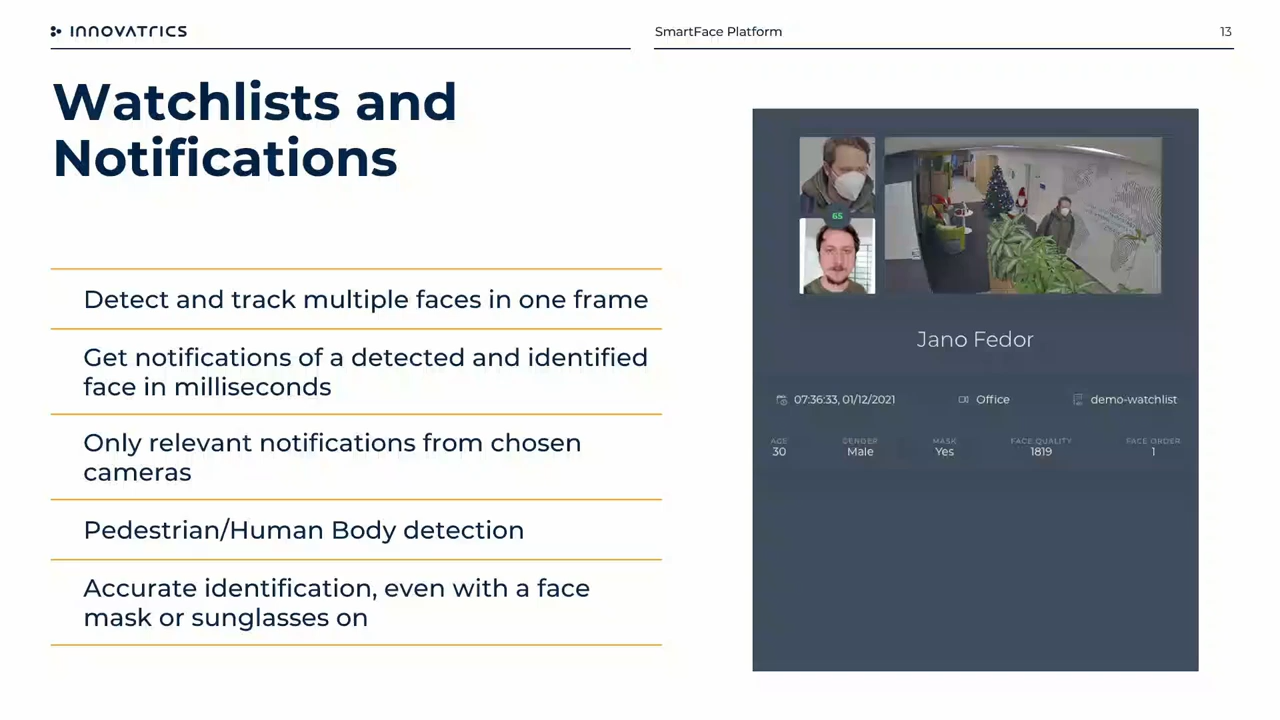 INNOVATRICS
SmartFace Platform
13
Watchlists and
Notifications
Detect and track multiple faces in one frame
Get notifications of a detected and identified
face in milliseconds
Only relevant notifications from chosen
cameras
Pedestrian/Human Body detection
Accurate identification, even with a face
mask or sunglasses on
65
Jano Fedor
07:36:33, 01/12/2021 Office demo-watchlist
AGE GENDER MASK FACE QUALITY FACE ORDER
30 Male Yes 1819 1